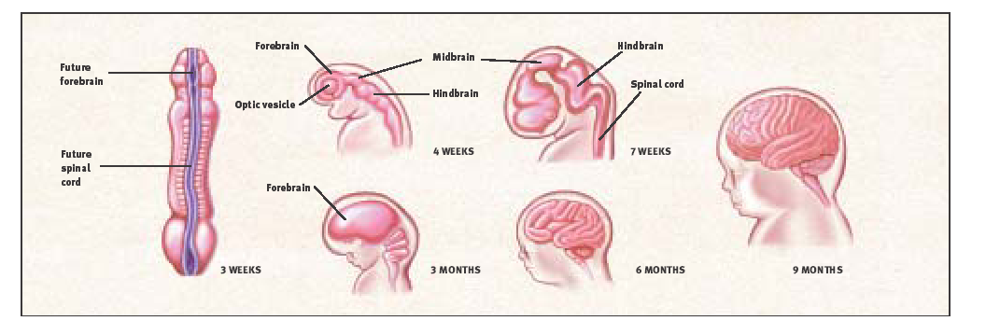 Future
forebrain
Future
spinal
cord
3 WEEKS
Forebrain
Optic vesicle
Midbrain
Hindbrain
4 WEEKS
Hindbrain
Spinal cord
7 WEEKS
Forebrain
3 MONTHS
6 MONTHS
9 MONTHS